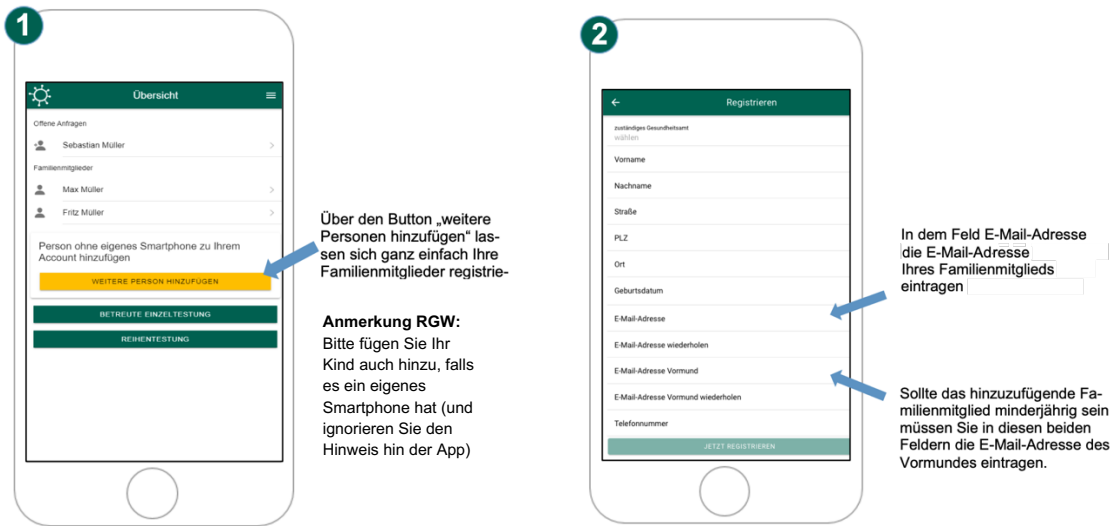 1
Übersicht
Offene Anfragen
Sebastian Müller
Familienmitglieder
Max Müller
Fritz Müller
Person ohne eigenes Smartphone zu Ihrem
Account hinzufügen
WEITERE PERSON HINZUFÜGEN
BETREUTE EINZELTESTUNG
REIHENTESTUNG
Über den Button „weitere
Personen hinzufügen“ las-
sen sich ganz einfach Ihre
Familienmitglieder registrie-
Anmerkung RGW:
Bitte fügen Sie Ihr
Kind auch hinzu, falls
es ein eigenes
Smartphone hat (und
ignorieren Sie den
Hinweis hin der App)
2
Registrieren
zuständiges Gesundheitsamt
wählen
Vorname
Nachname
Straße
PLZ
Ort
Geburtsdatum
E-Mail-Adresse
E-Mail-Adresse wiederholen
E-Mail-Adresse Vormund
E-Mail-Adresse Vormund wiederholen
Telefonnummer
JETZT REGISTRIEREN
In dem Feld E-Mail-Adresse
die E-Mail-Adresse
Ihres Familienmitglieds
eintragen
Sollte das hinzuzufügende Fa-
milienmitglied minderjährig sein
müssen Sie in diesen beiden
Feldern die E-Mail-Adresse des
Vormundes eintragen.